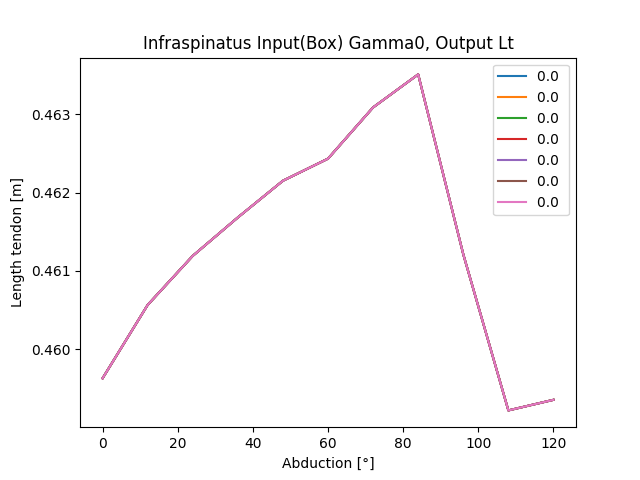 Infraspinatus Input(Box) Gamma0, Output Lt
0.0
0.0
0.0
0.0
0.0
0.0
0.0
0.463
0.462
0.461
0.460
Length tendon [m]
0 20 40 60 80 100 120
Abduction [°]